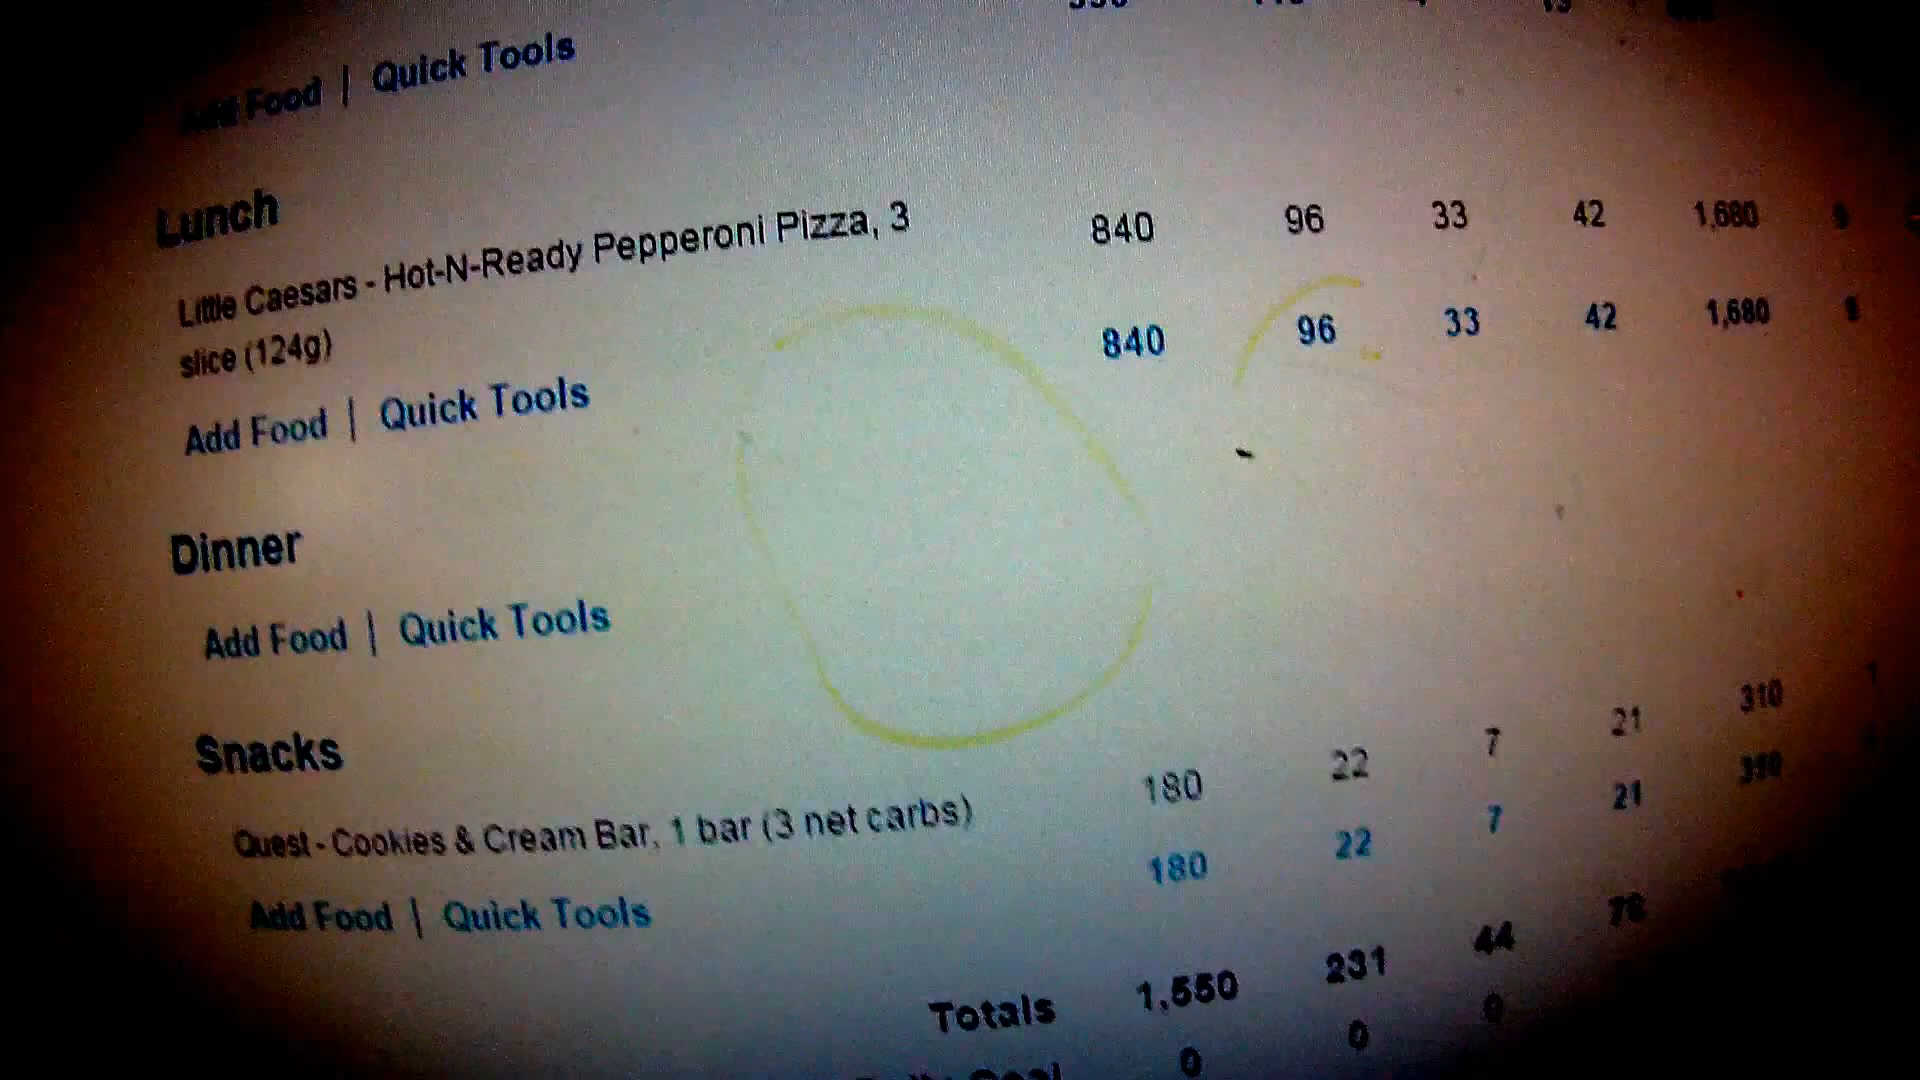 Add Food | Quick Tools
Lunch
Little Caesars - Hot-N-Ready Pepperoni Pizza, 3 840 96 33 42 1,680
slice (124g)
840 96 33 42 1,680
Add Food | Quick Tools
Dinner
Add Food | Quick Tools
Snacks
Quest - Cookies & Cream Bar, 1 bar (3 net carbs) 180 22 7 21 310
180 22 7 21 310
Add Food | Quick Tools
Totals 1,550 231 44 76
0 0 0